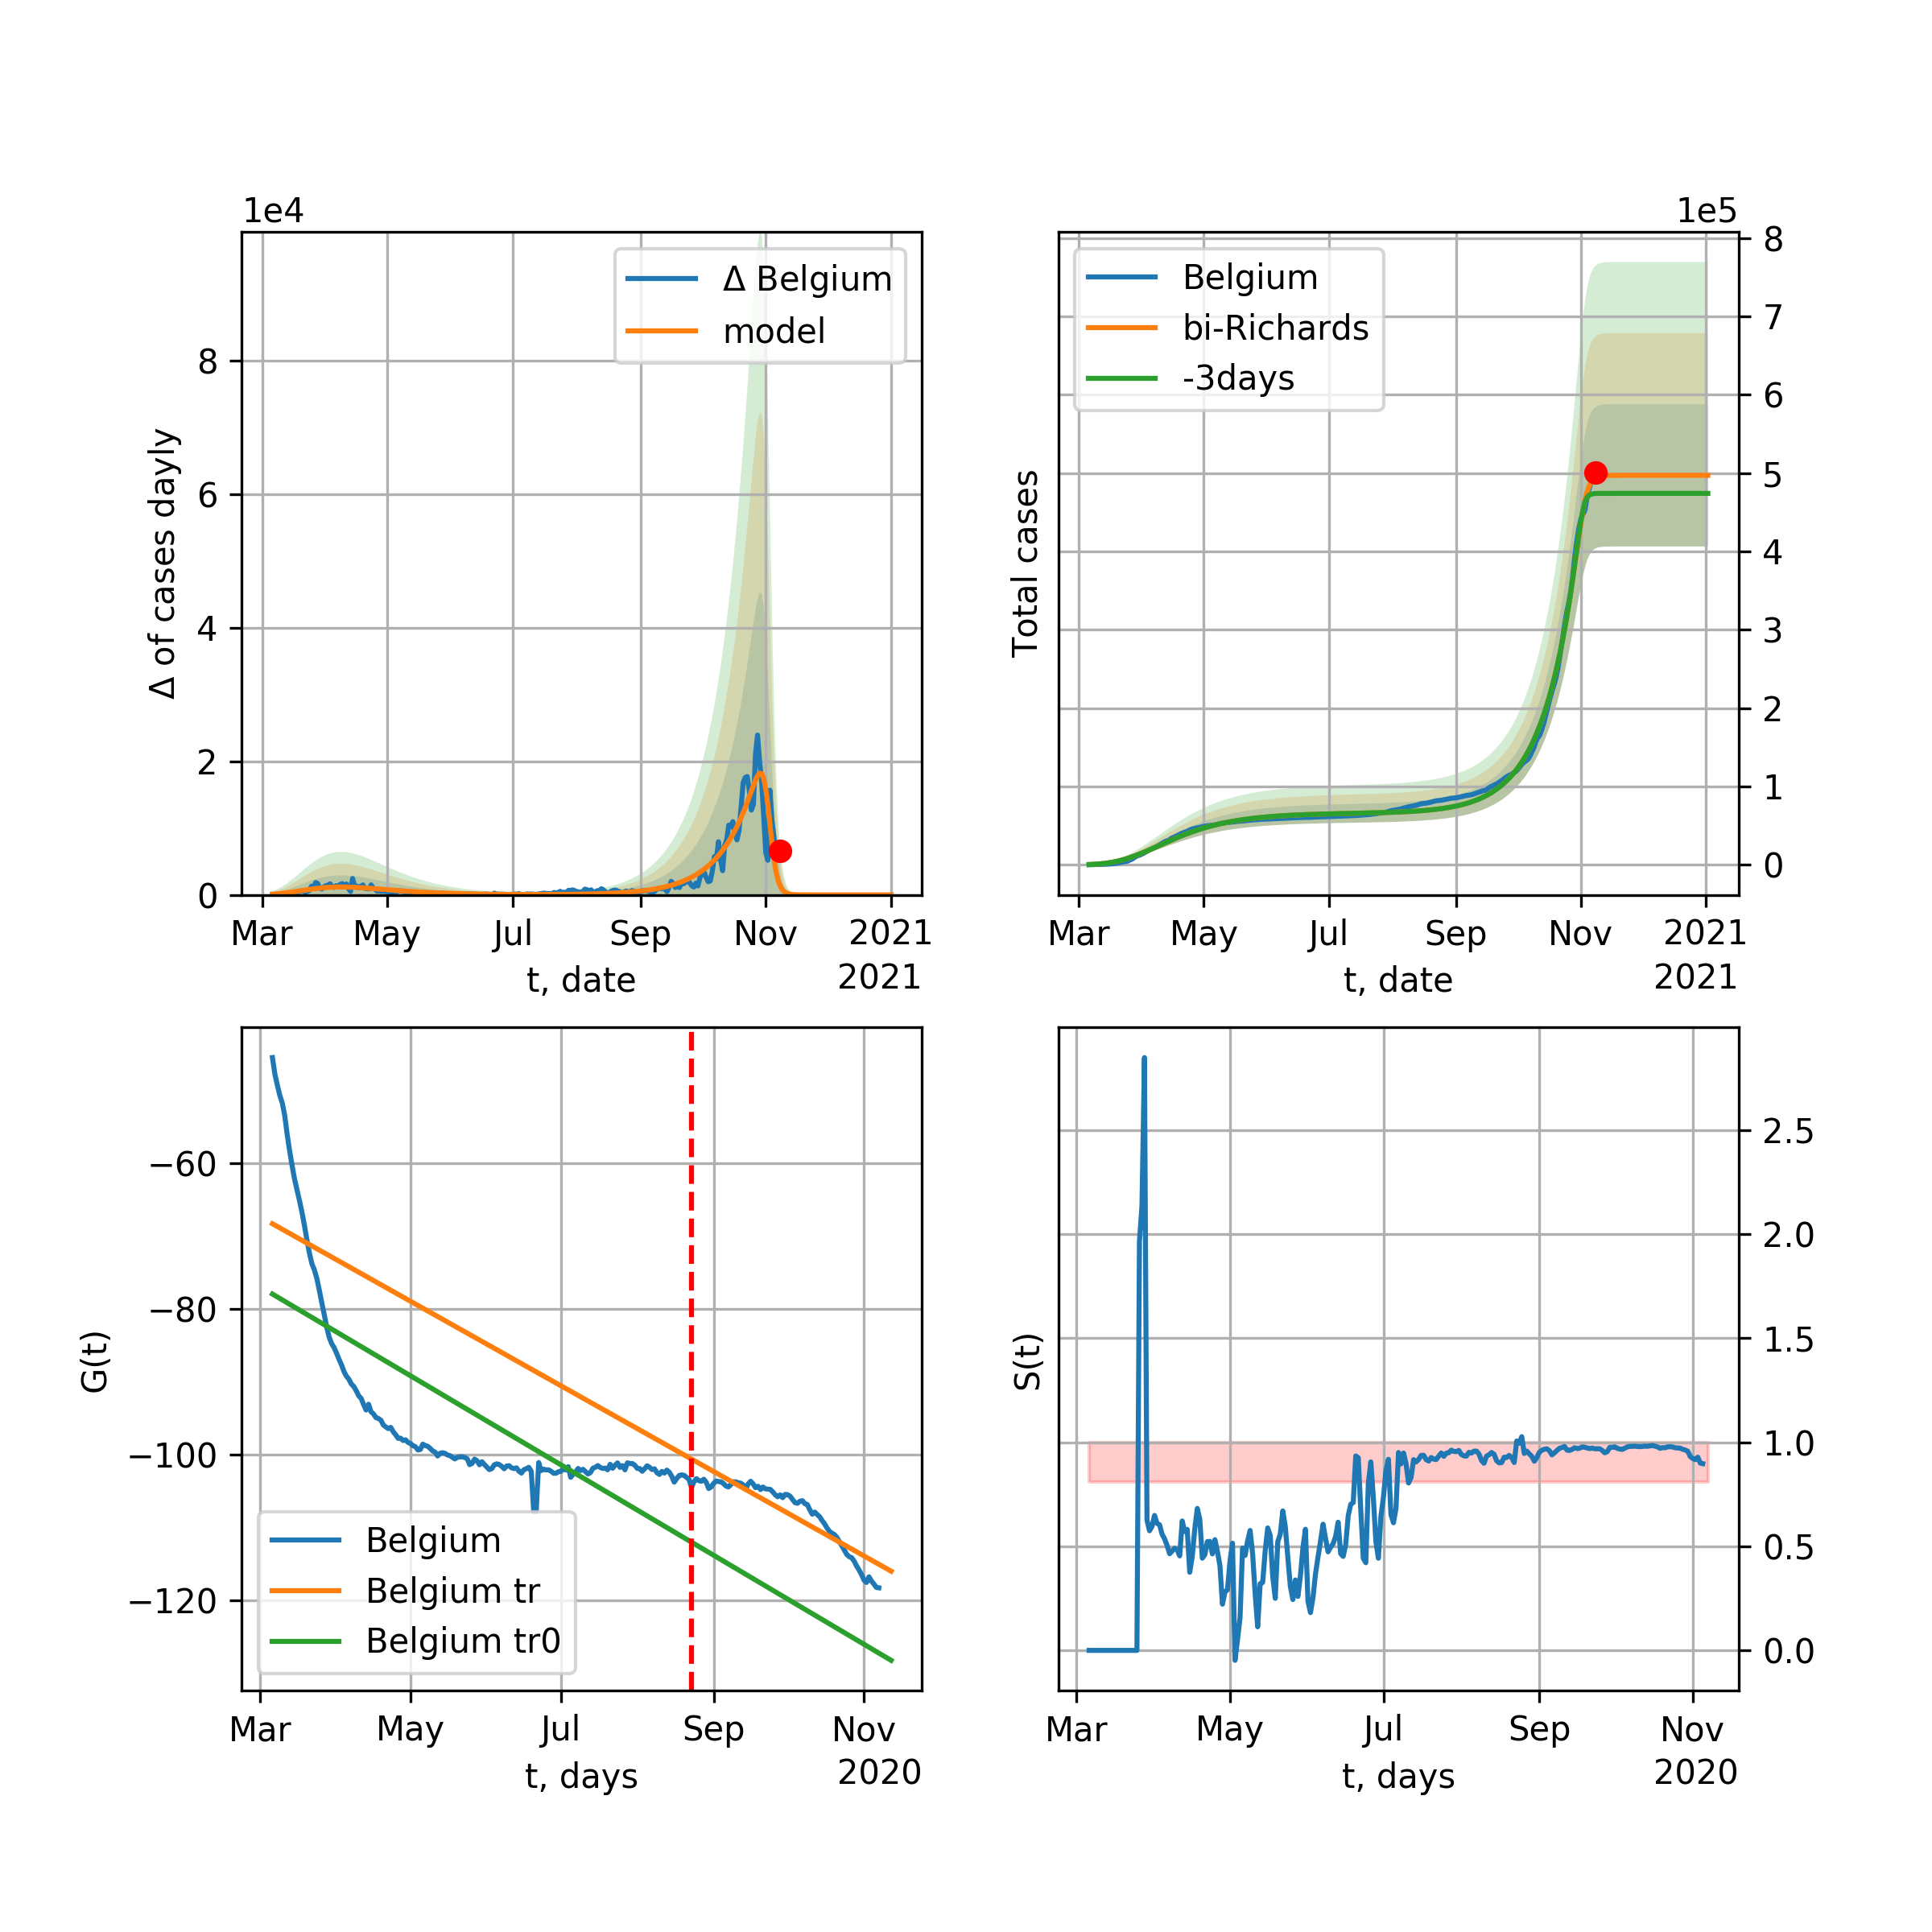 1e4
Δ of cases dayly
8
6
4
2
0
Δ Belgium
model
Mar May Jul Sep Nov 2021
t, date 2021
1e5
Total cases
Belgium
bi-Richards
-3days
8
7
6
5
4
3
2
1
0
Mar May Jul Sep Nov 2021
t, date 2021
G(t)
−60
−80
−100
−120
Belgium
Belgium tr
Belgium tr0
Mar May Jul Sep Nov
t, days 2020
S(t)
2.5
2.0
1.5
1.0
0.5
0.0
Mar May Jul Sep Nov
t, days 2020